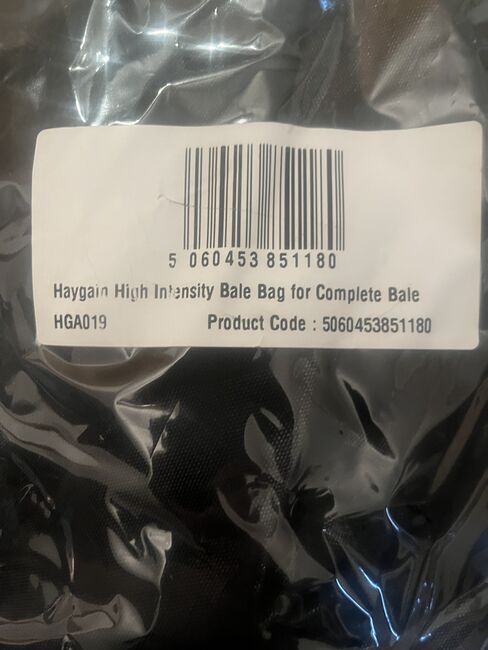 5 060453 851180
Haygain High Intensity Bale Bag for Complete Bale
HGA019 Product Code : 5060453851180